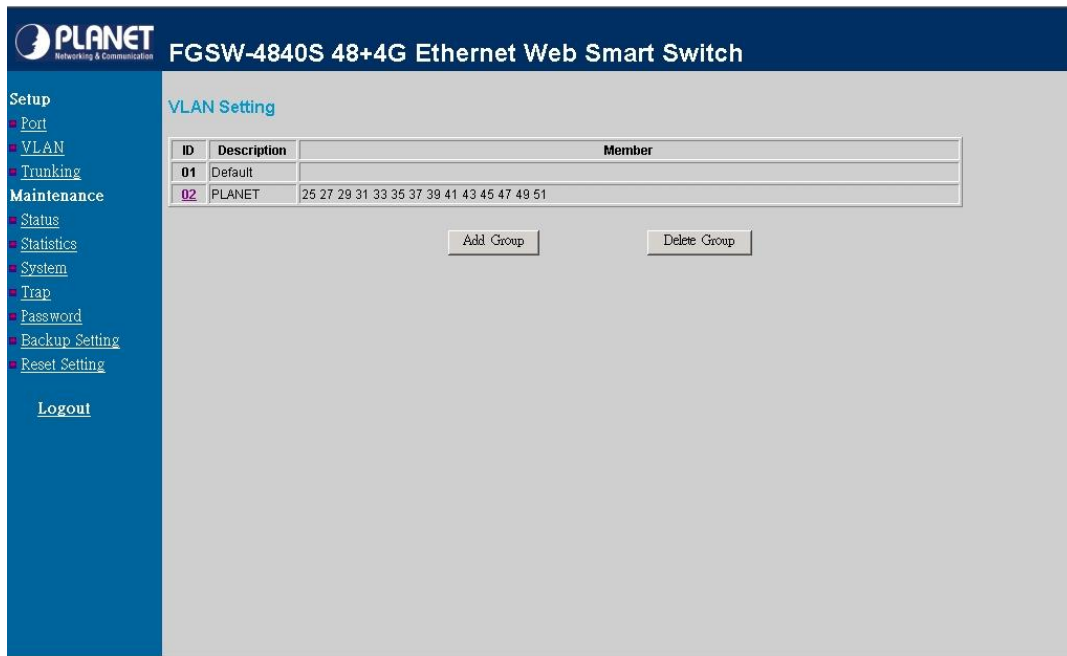 PLANET
Networking & Communication
FGSW-4840S 48+4G Ethernet Web Smart Switch
Setup
Port
VLAN
Trunking
Maintenance
Status
Statistics
System
Trap
Password
Backup Setting
Reset Setting
Logout
VLAN Setting
ID Description Member
01 Default
02 PLANET 25 27 29 31 33 35 37 39 41 43 45 47 49 51
Add Group Delete Group